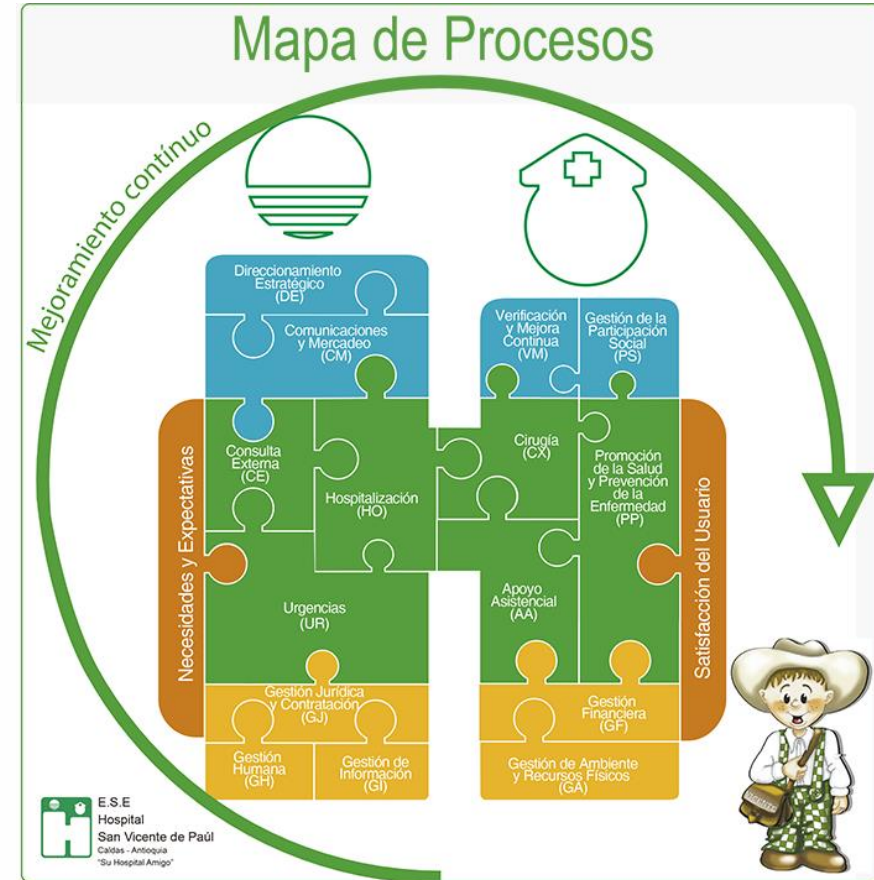 Mapa de Procesos
Mejoramiento contínuo
Direccionamiento
Estratégico
(DE)
Comunicaciones
y Mercadeo
(CM)
Verificación
y Mejora
Continua
(VM)
Gestión de la
Participación
Social
(PS)
Necesidades y Expectativas
Consulta
Externa
(CE)
Hospitalización
(HO)
Cirugía
(CX)
Promoción
de la Salud
y Prevención
de la
Enfermedad
(PP)
Satisfacción del Usuario
Urgencias
(UR)
Apoyo
Asistencial
(AA)
Gestión Jurídica
y Contratación
(GJ)
Gestión
Financiera
(GF)
Gestión
Humana
(GH)
Gestión de
Información
(GI)
Gestión de Ambiente
y Recursos Físicos
(GA)
E.S.E
Hospital
San Vicente de Paúl
Caldas - Antioquia
"Su Hospital Amigo"